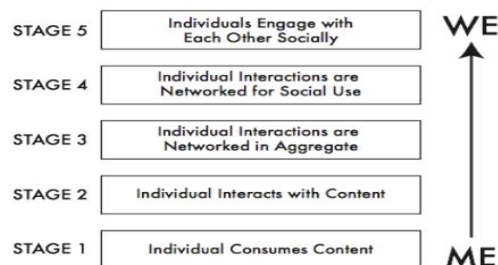 STAGE 5
Individuals Engage with
Each Other Socially
WE
STAGE 4
Individual Interactions are
Networked for Social Use
STAGE 3
Individual Interactions are
Networked in Aggregate
STAGE 2
Individual Interacts with Content
STAGE 1
Individual Consumes Content
ME